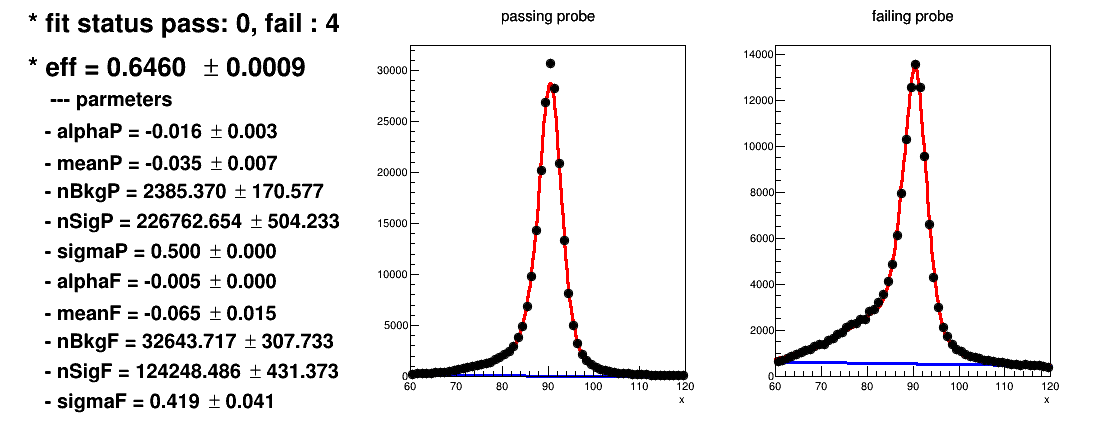 * fit status pass: 0, fail : 4
* eff = 0.6460 ± 0.0009
--- parmeters
- alphaP = -0.016 ± 0.003
- meanP = -0.035 ± 0.007
- nBkgP = 2385.370 ± 170.577
- nSigP = 226762.654 ± 504.233
- sigmaP = 0.500 ± 0.000
- alphaF = -0.005 ± 0.000
- meanF = -0.065 ± 0.015
- nBkgF = 32643.717 ± 307.733
- nSigF = 124248.486 ± 431.373
- sigmaF = 0.419 ± 0.041
passing probe
30000
25000
20000
15000
10000
5000
0
60 70 80 90 100 110 120
x
failing probe
14000
12000
10000
8000
6000
4000
2000
0
60 70 80 90 100 110 120
x